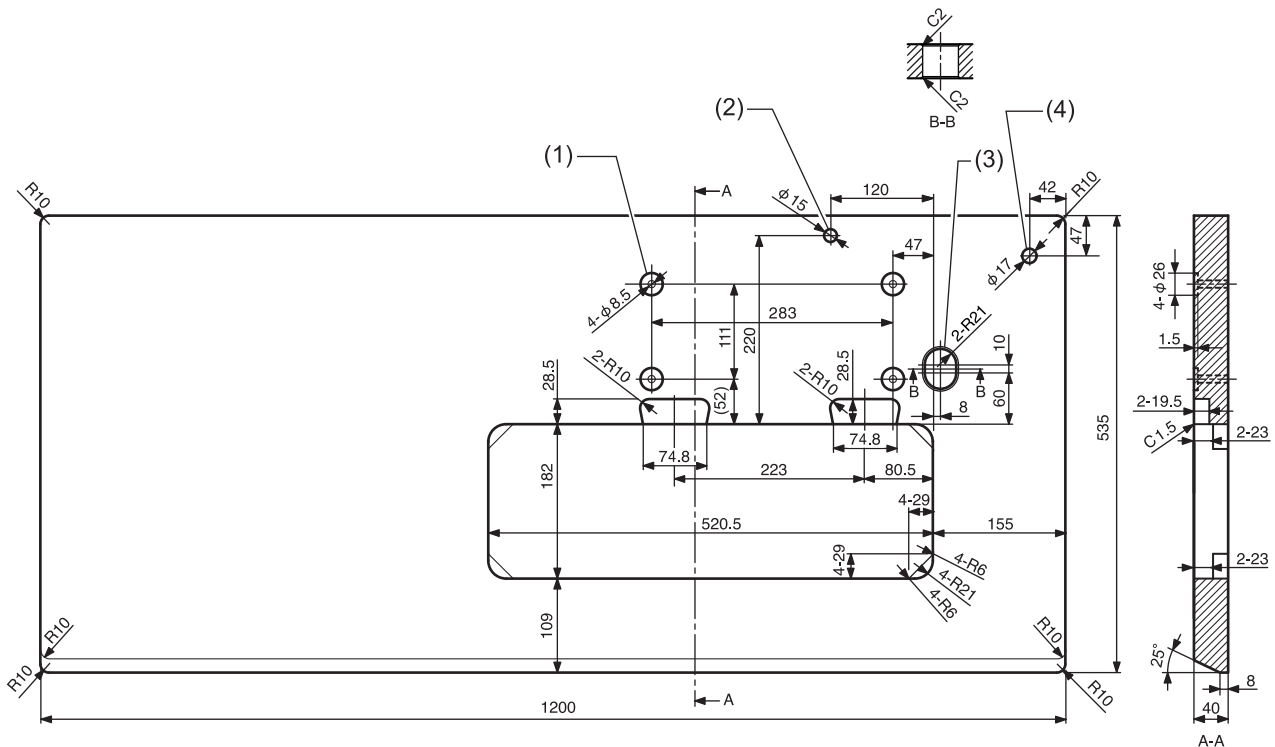 C2
C2
B-B
(1)
(2)
(3)
(4)
R10
A
φ15
120
42
R10
47
47
φ17
4-φ8.5
283
111
220
2-R21
10
4-φ26
1.5
2-R10
28.5
(52)
2-R10
28.5
B
B
8
60
535
2-19.5
C1.5
2-23
74.8
74.8
182
223
80.5
4-29
520.5
155
4-29
4-R6
4-R21
4-R6
2-23
109
R10
R10
R10
R10
25°
8
A
1200
40
A-A